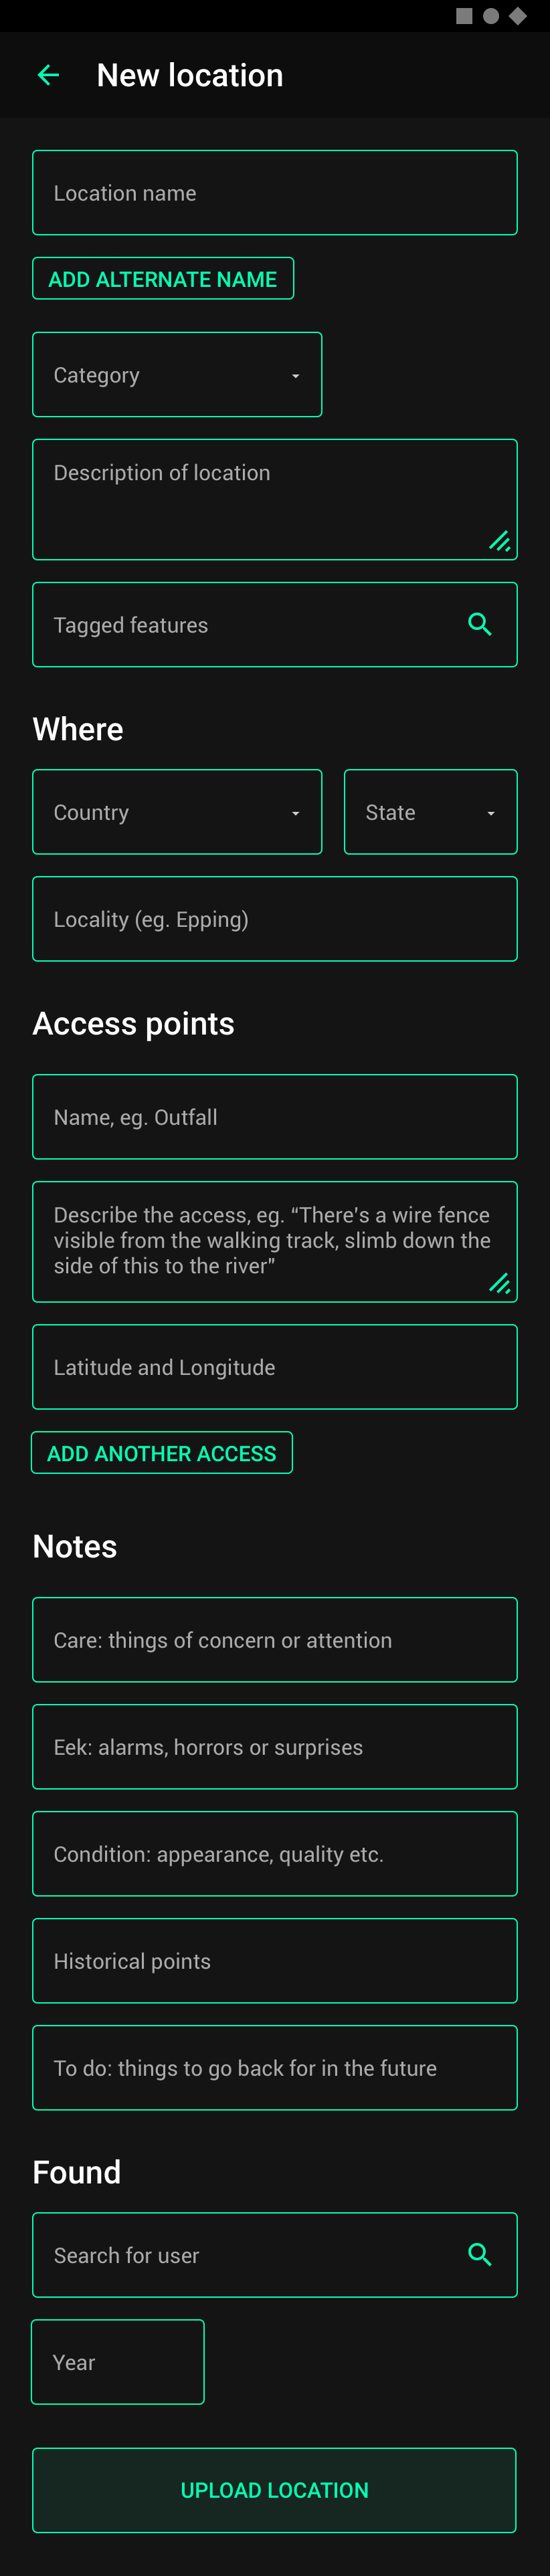 New location
Location name
ADD ALTERNATE NAME
Category
Description of location
Tagged features
Where
Country
State
Locality (eg. Epping)
Access points
Name, eg. Outfall
Describe the access, eg. “There's a wire fence
visible from the walking track, slimb down the
side of this to the river"
Latitude and Longitude
ADD ANOTHER ACCESS
Notes
Care: things of concern or attention
Eek: alarms, horrors or surprises
Condition: appearance, quality etc.
Historical points
To do: things to go back for in the future
Found
Search for user
Year
UPLOAD LOCATION